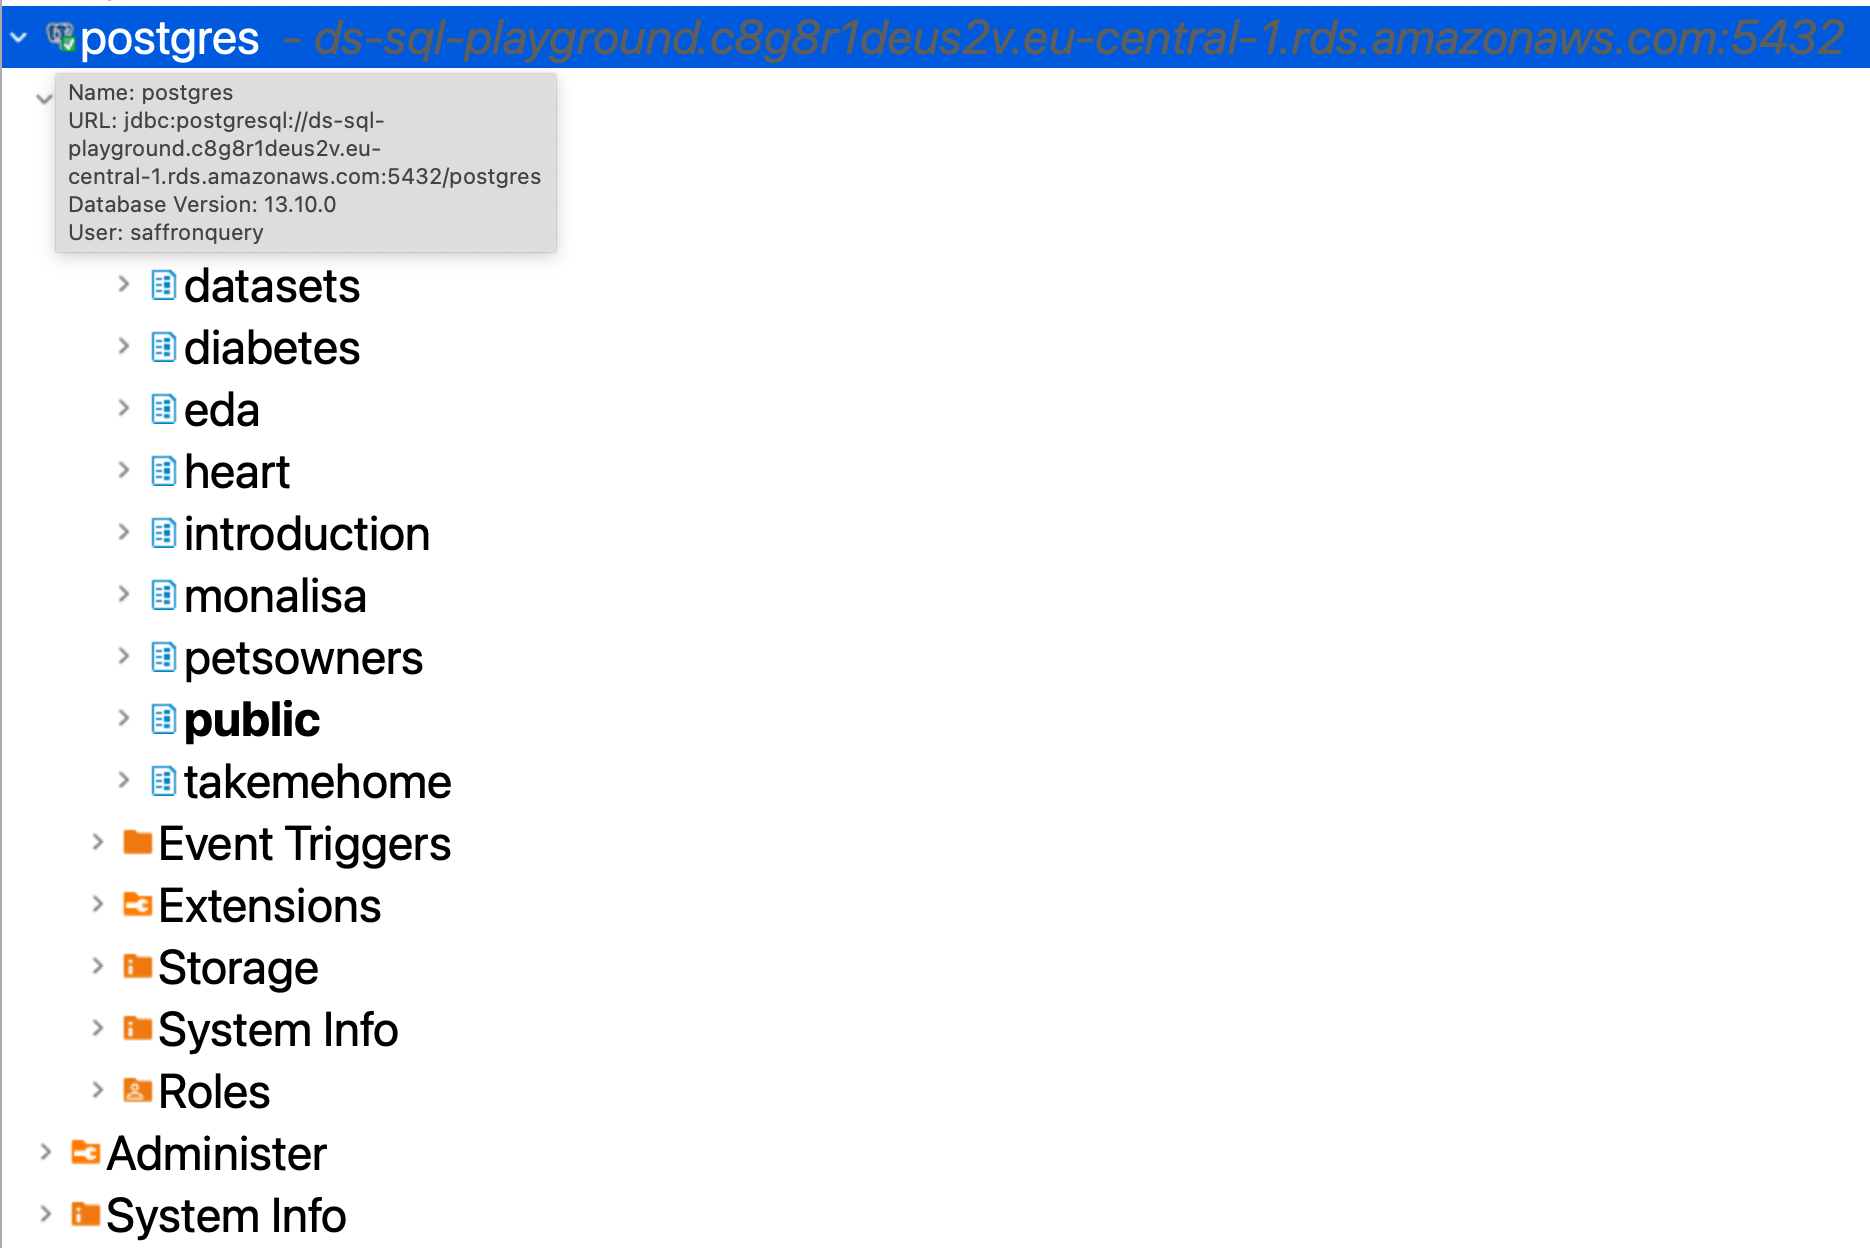 postgres - ds-sql-playground.c8g8r1deus2v.eu-central-1.rds.amazonaws.com:5432
Name: postgres
URL: jdbc:postgresql://ds-sql-
playground.c8g8r1deus2v.eu-
central-1.rds.amazonaws.com:5432/postgres
Database Version: 13.10.0
User: saffronquery
datasets
diabetes
eda
heart
introduction
monalisa
petsowners
public
takemehome
Event Triggers
Extensions
Storage
System Info
Roles
Administer
System Info